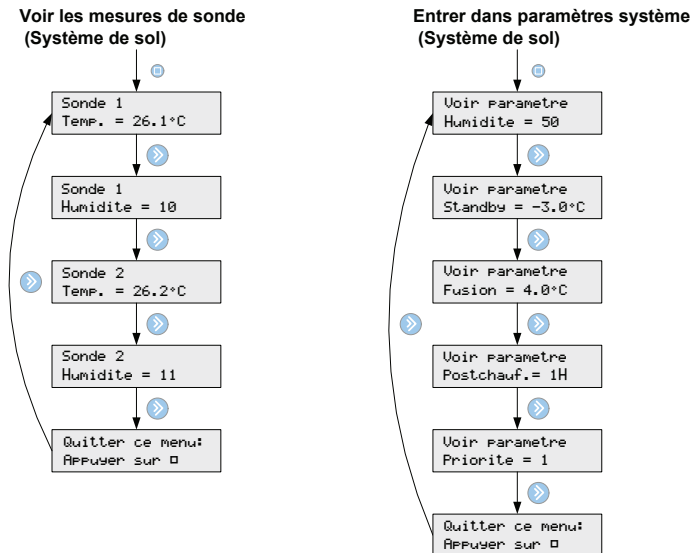 Voir les mesures de sonde
(Système de sol)
Sonde 1
Temp. = 26.1°C
Sonde 1
Humidite = 10
Sonde 2
Temp. = 26.2°C
Sonde 2
Humidite = 11
Quitter ce menu:
Appuyer sur □
Entrer dans paramètres système
(Système de sol)
Voir parametre
Humidite = 50
Voir parametre
Standby = -3.0°C
Voir parametre
Fusion = 4.0°C
Voir parametre
Postchauf.= 1H
Voir parametre
Priorite = 1
Quitter ce menu:
Appuyer sur □